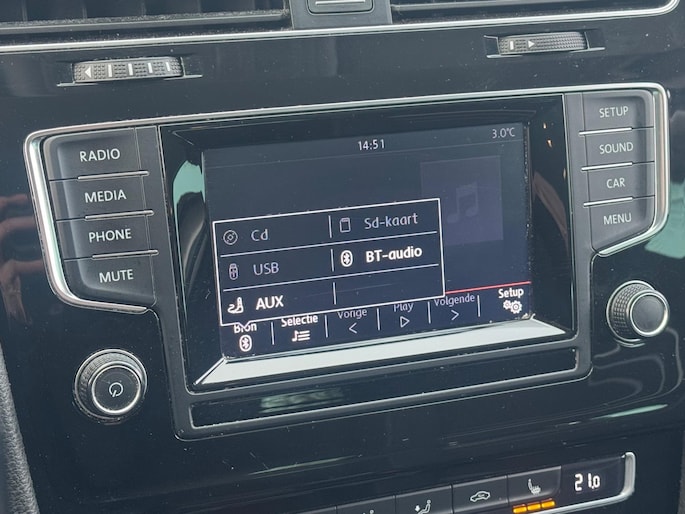 14:51 3.0°C
RADIO
MEDIA
PHONE
MUTE
Cd Sd-kaart
USB BT-audio
AUX
Bron Selectie Vorige Play Volgende Setup
SETUP
SOUND
CAR
MENU
21.0